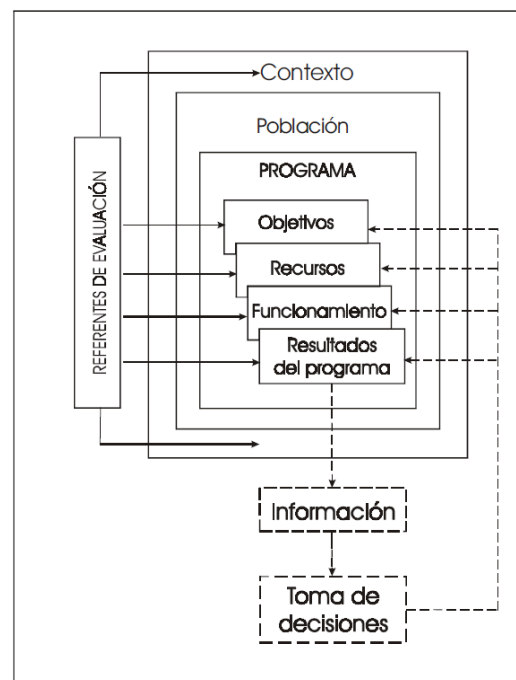 Contexto
Población
PROGRAMA
REFERENTES DE EVALUACIÓN
Objetivos
Recursos
Funcionamiento
Resultados
del programa
Información
Toma de
decisiones